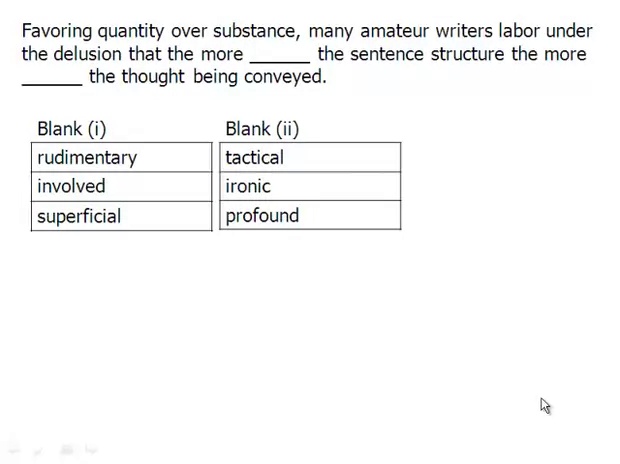 Favoring quantity over substance, many amateur writers labor under
the delusion that the more ______ the sentence structure the more
______ the thought being conveyed.
Blank (i) Blank (ii)
rudimentary tactical
involved ironic
superficial profound